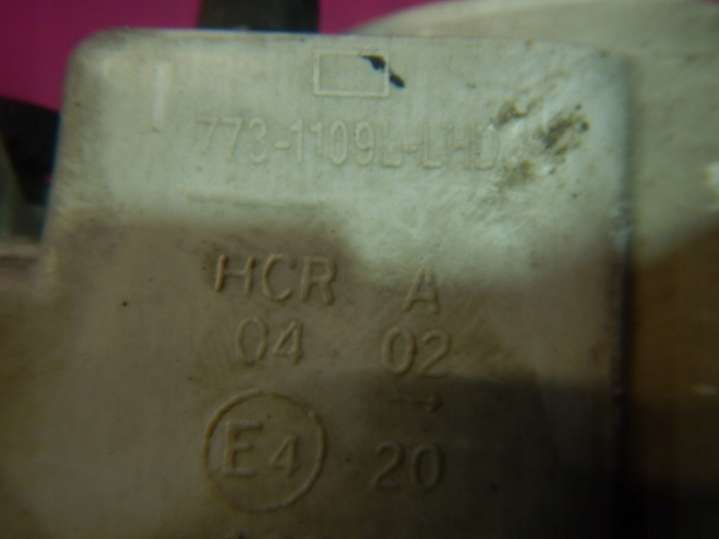 773-1109L-LHD
HCR A
04 02
→
E4 20